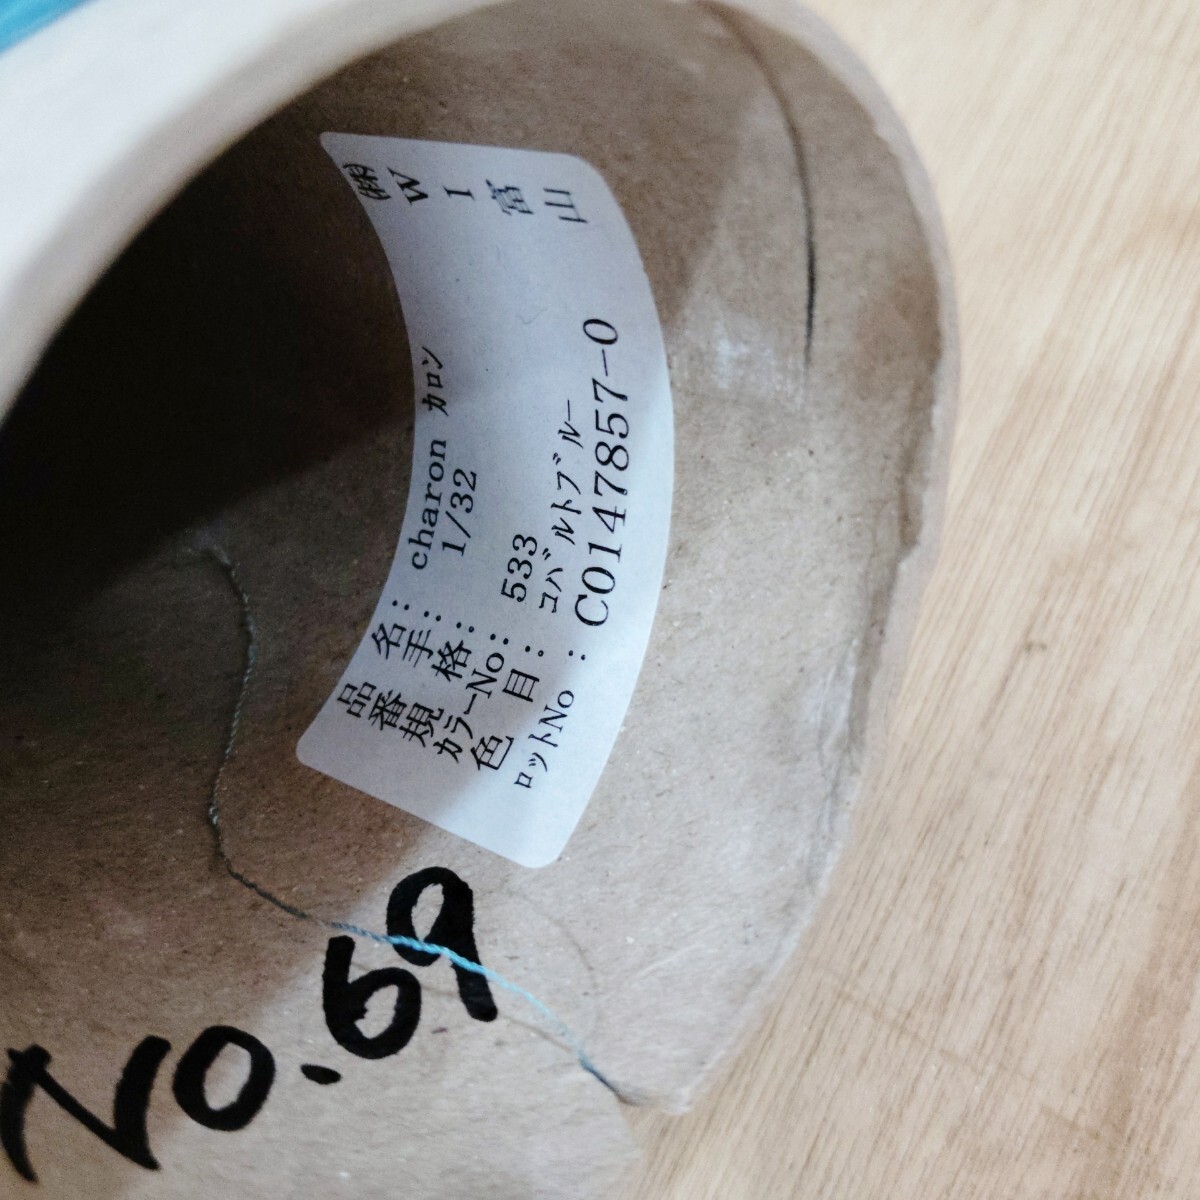 ㈱WI富山
品名: charon カロン
番手: 1/32
規格:
カラーNo: 533
色目: コバルトブルー
ロットNo: C0147857-0
No.69